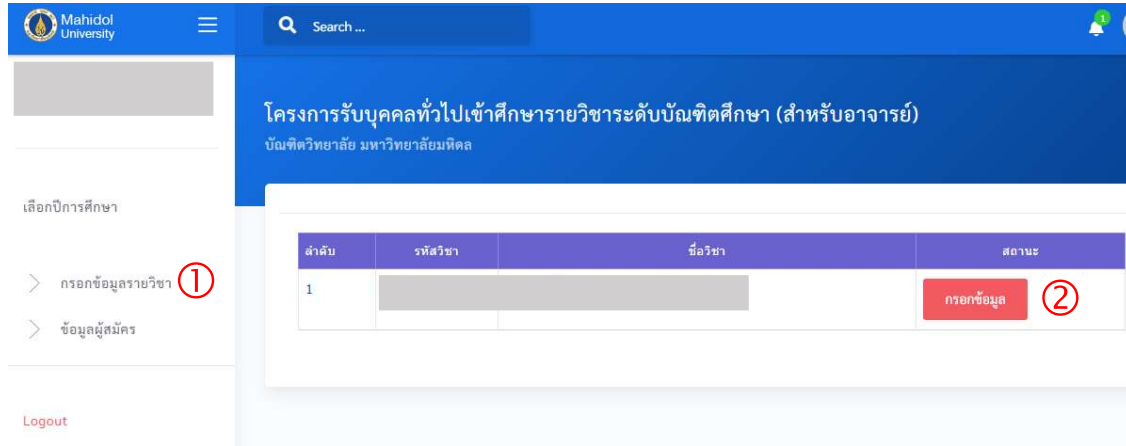 Mahidol
University
Search ...
1
โครงการรับบุคคลทั่วไปเข้าศึกษารายวิชาระดับบัณฑิตศึกษา (สำหรับอาจารย์)
บัณฑิตวิทยาลัย มหาวิทยาลัยมหิดล
เลือกปีการศึกษา
กรอกข้อมูลรายวิชา ①
ข้อมูลผู้สมัคร
Logout
ลำดับ รหัสวิชา ชื่อวิชา สถานะ
1 กรอกข้อมูล ②